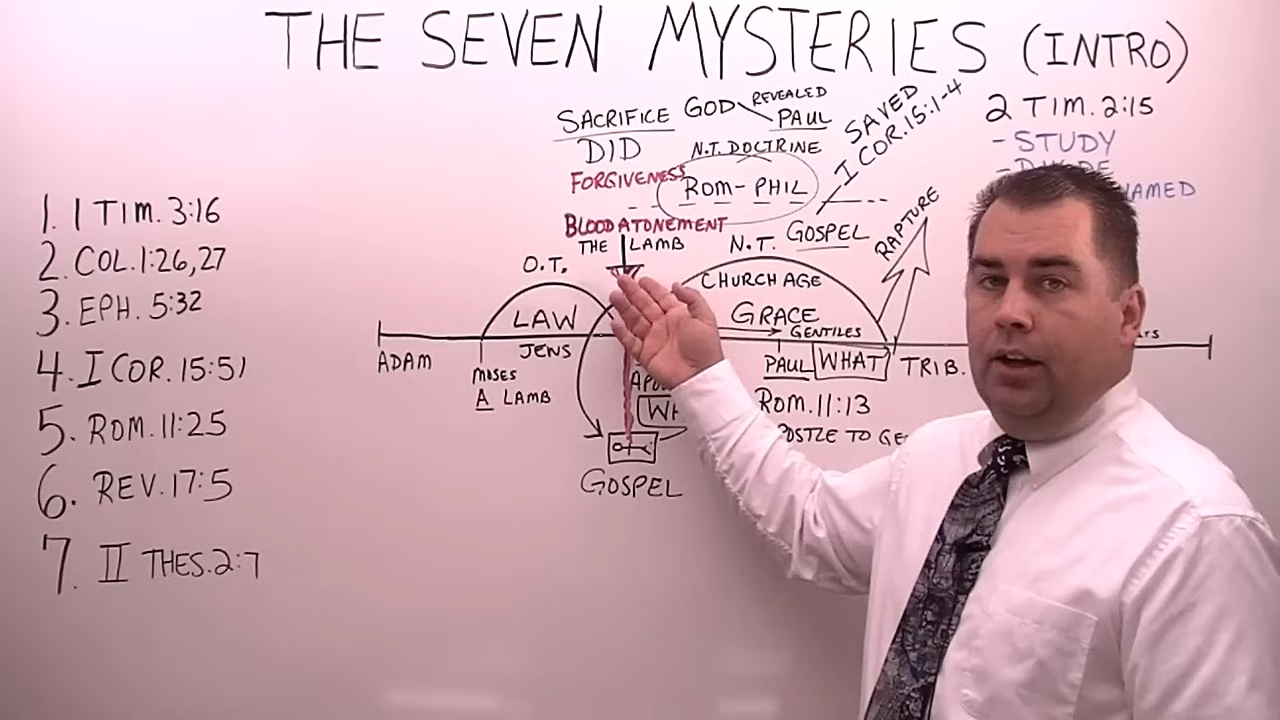 THE SEVEN MYSTERIES (INTRO)
1. 1 TIM. 3:16
2. COL. 1:26,27
3. EPH. 5:32
4. I COR. 15:51
5. ROM. 11:25
6. REV. 17:5
7. II THES. 2:7
SACRIFICE
DID
FORGIVENESS
BLOOD ATONEMENT
THE LAMB
GOD
REVEALED
PAUL
N.T. DOCTRINE
ROM-PHIL
SAVED
I COR. 15:1-4
2 TIM. 2:15
- STUDY
- DIVIDE
NAMED
O.T.
LAW
JEWS
ADAM
MOSES
A LAMB
GOSPEL
N.T. GOSPEL
CHURCH AGE
GRACE
GENTILES
RAPTURE
PAUL
WHAT
TRIB.
ROM. 11:13